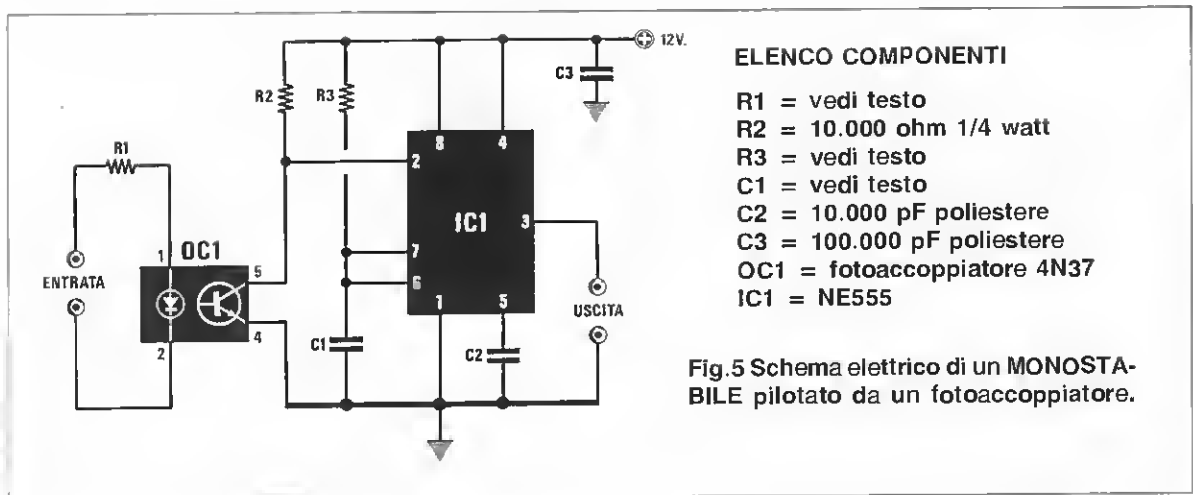 12V.
C3
R2
R3
R1
8
4
2
IC1
3
1
OC1
5
7
ENTRATA
6
USCITA
4
1
5
2
C1
C2
ELENCO COMPONENTI
R1 = vedi testo
R2 = 10.000 ohm 1/4 watt
R3 = vedi testo
C1 = vedi testo
C2 = 10.000 pF poliestere
C3 = 100.000 pF poliestere
OC1 = fotoaccoppiatore 4N37
IC1 = NE555
Fig.5 Schema elettrico di un MONOSTA-
BILE pilotato da un fotoaccoppiatore.